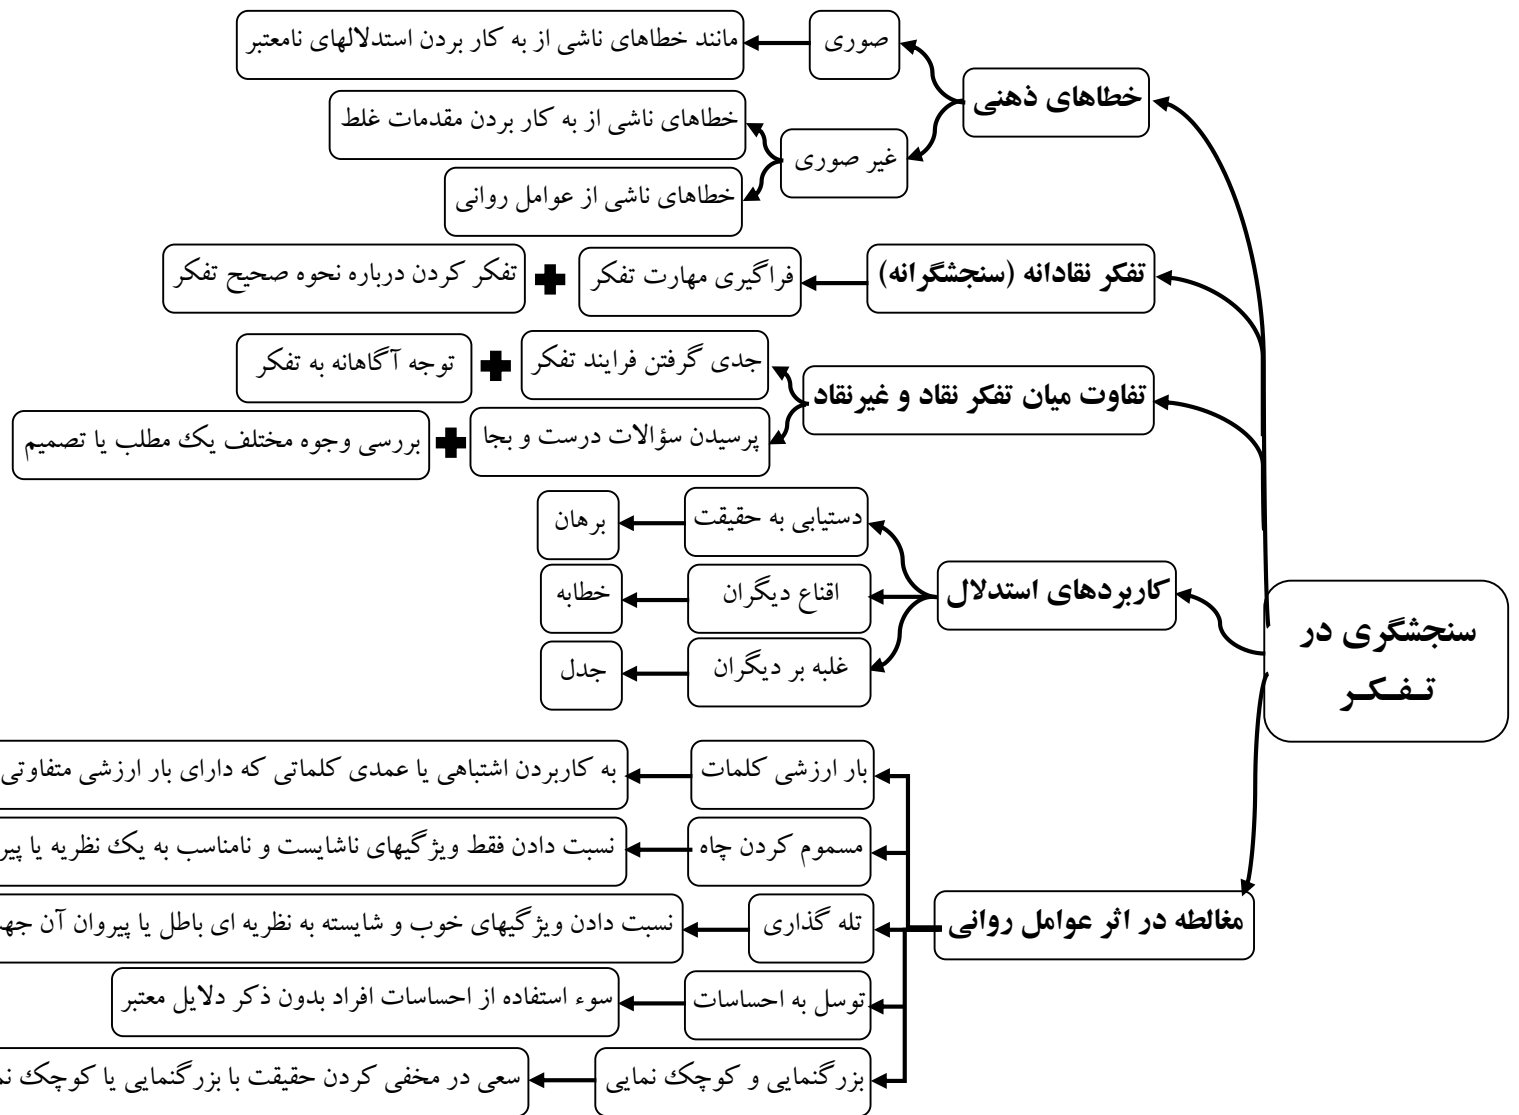 سنجشگری در
تـفـکـر
خطاهای ذهنی
صوری
مانند خطاهای ناشی از به کار بردن استدلالهای نامعتبر
غیر صوری
خطاهای ناشی از به کار بردن مقدمات غلط
خطاهای ناشی از عوامل روانی
تفکر نقادانه (سنجشگرانه)
فراگیری مهارت تفکر
تفکر کردن درباره نحوه صحیح تفکر
تفاوت میان تفکر نقاد و غیرنقاد
جدی گرفتن فرایند تفکر
توجه آگاهانه به تفکر
پرسیدن سؤالات درست و بجا
بررسی وجوه مختلف یک مطلب یا تصمیم
کاربردهای استدلال
دستیابی به حقیقت
برهان
اقناع دیگران
خطابه
غلبه بر دیگران
جدل
مغالطه در اثر عوامل روانی
بار ارزشی کلمات
به کاربردن اشتباهی یا عمدی کلماتی که دارای بار ارزشی متفاوتی
مسموم کردن چاه
نسبت دادن فقط ویژگیهای ناشایست و نامناسب به یک نظریه یا
تله گذاری
نسبت دادن ویژگیهای خوب و شایسته به نظریه ای باطل یا پیروان آن
توسل به احساسات
سوء استفاده از احساسات افراد بدون ذکر دلایل معتبر
بزرگنمایی و کوچک نمایی
سعی در مخفی کردن حقیقت با بزرگنمایی یا کوچک